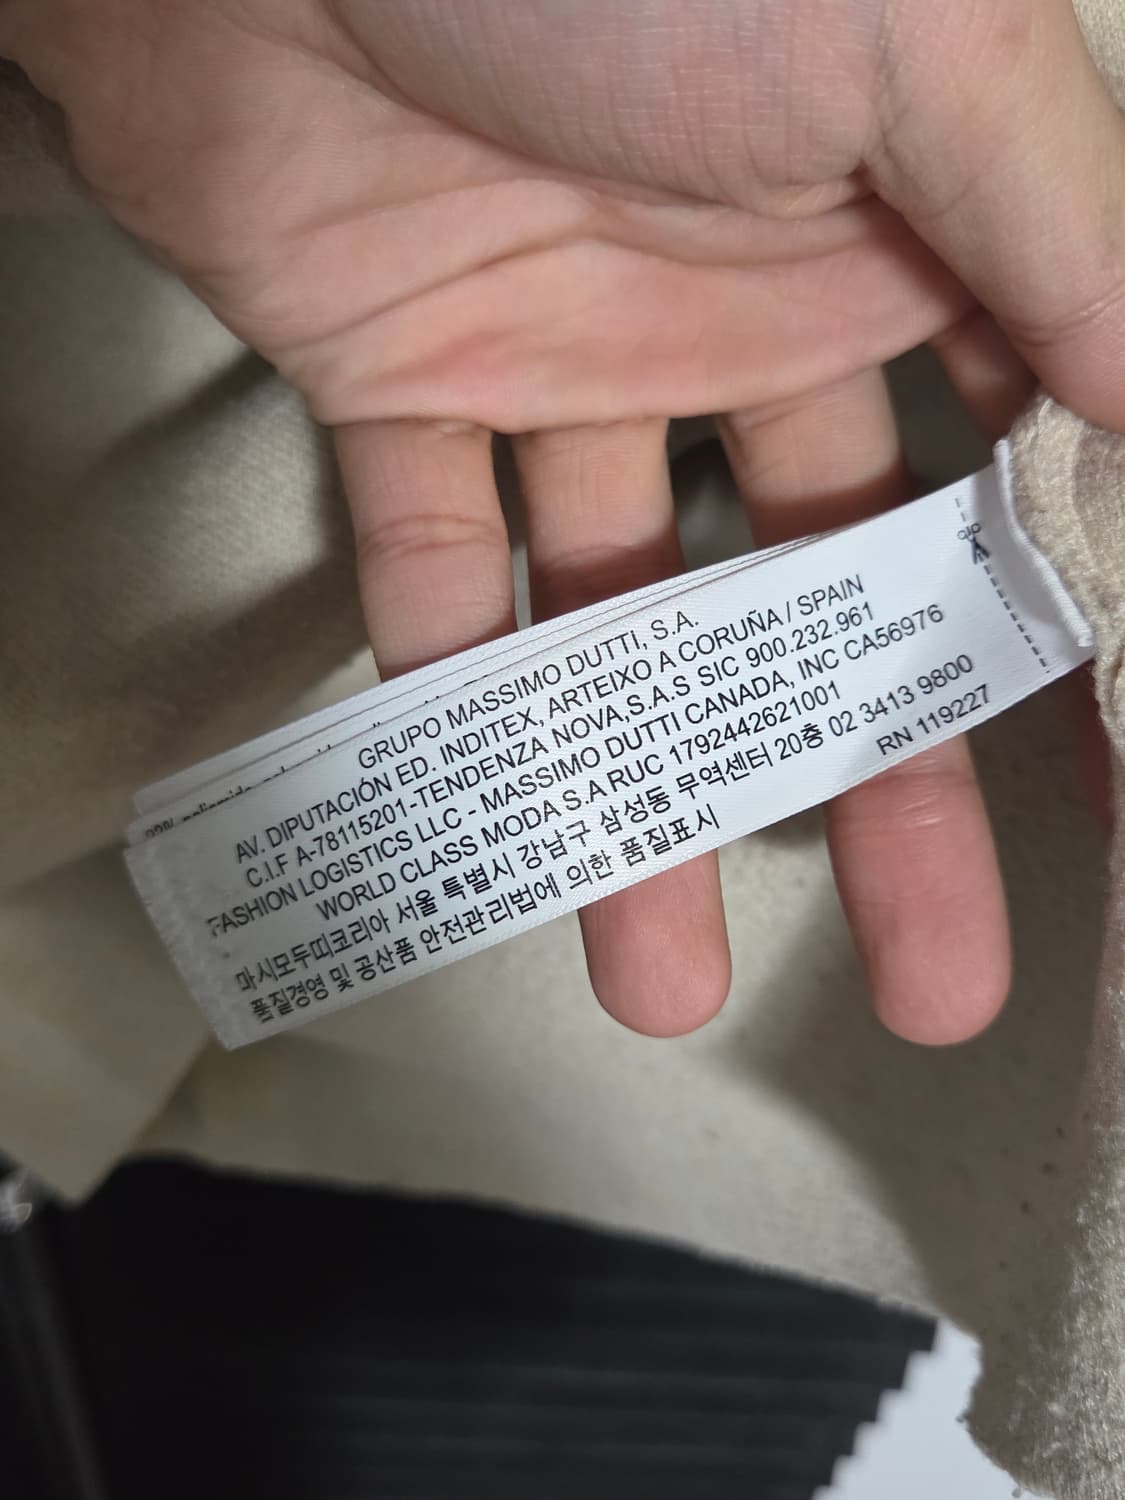 GRUPO MASSIMO DUTTI, S.A.
AV. DIPUTACIÓN ED. INDITEX, ARTEIXO A CORUÑA / SPAIN
C.I.F A-78115201-TENDENZA NOVA,S.A.S SIC 900.232.961
FASHION LOGISTICS LLC - MASSIMO DUTTI CANADA, INC CA56976
WORLD CLASS MODA S.A RUC 1792442621001
마시모두띠코리아 서울 특별시 강남구 삼성동 무역센터 20층 02 3413 9800
품질경영 및 공산품 안전관리법에 의한 품질표시
RN 119227